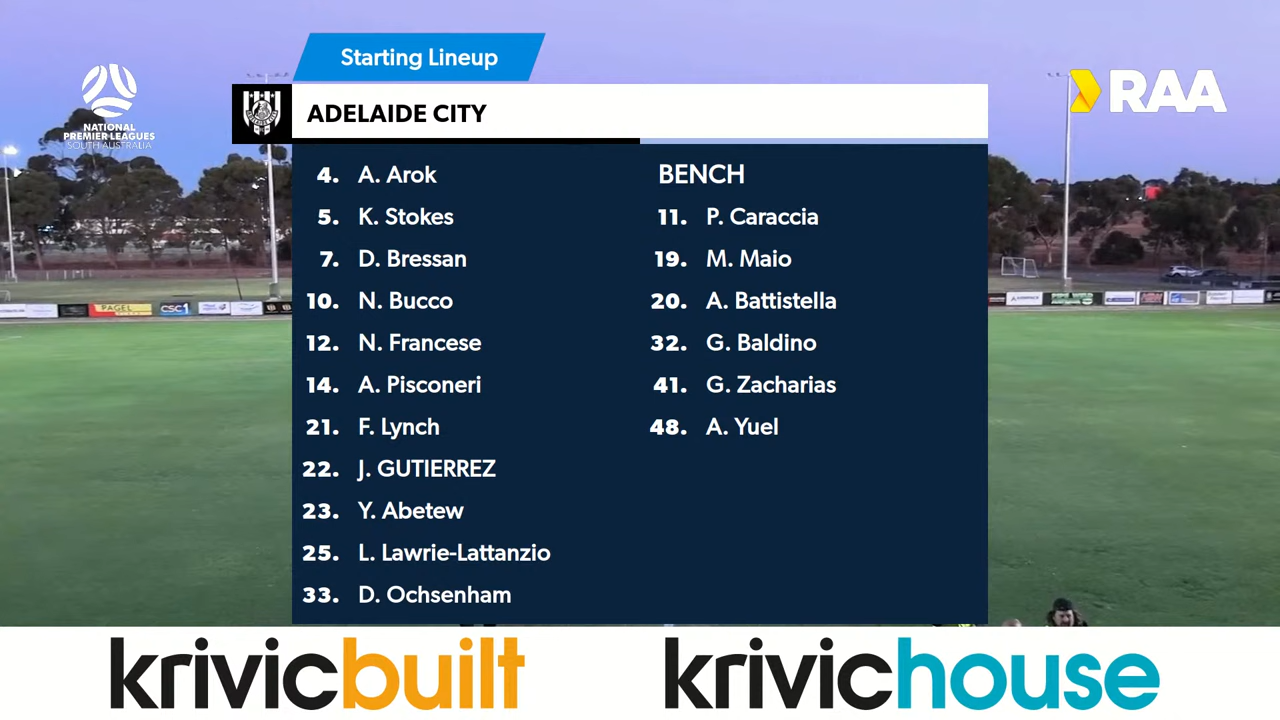 Starting Lineup
NATIONAL
PREMIER LEAGUES
SOUTH AUSTRALIA
RAA
ADELAIDE CITY
4. A. Arok
5. K. Stokes
7. D. Bressan
10. N. Bucco
12. N. Francese
14. A. Pisconeri
21. F. Lynch
22. J. GUTIERREZ
23. Y. Abetew
25. L. Lawrie-Lattanzio
33. D. Ochsenham
BENCH
11. P. Caraccia
19. M. Maio
20. A. Battistella
32. G. Baldino
41. G. Zacharias
48. A. Yuel
PAGEL
CSC1
krivicbuilt
krivichouse